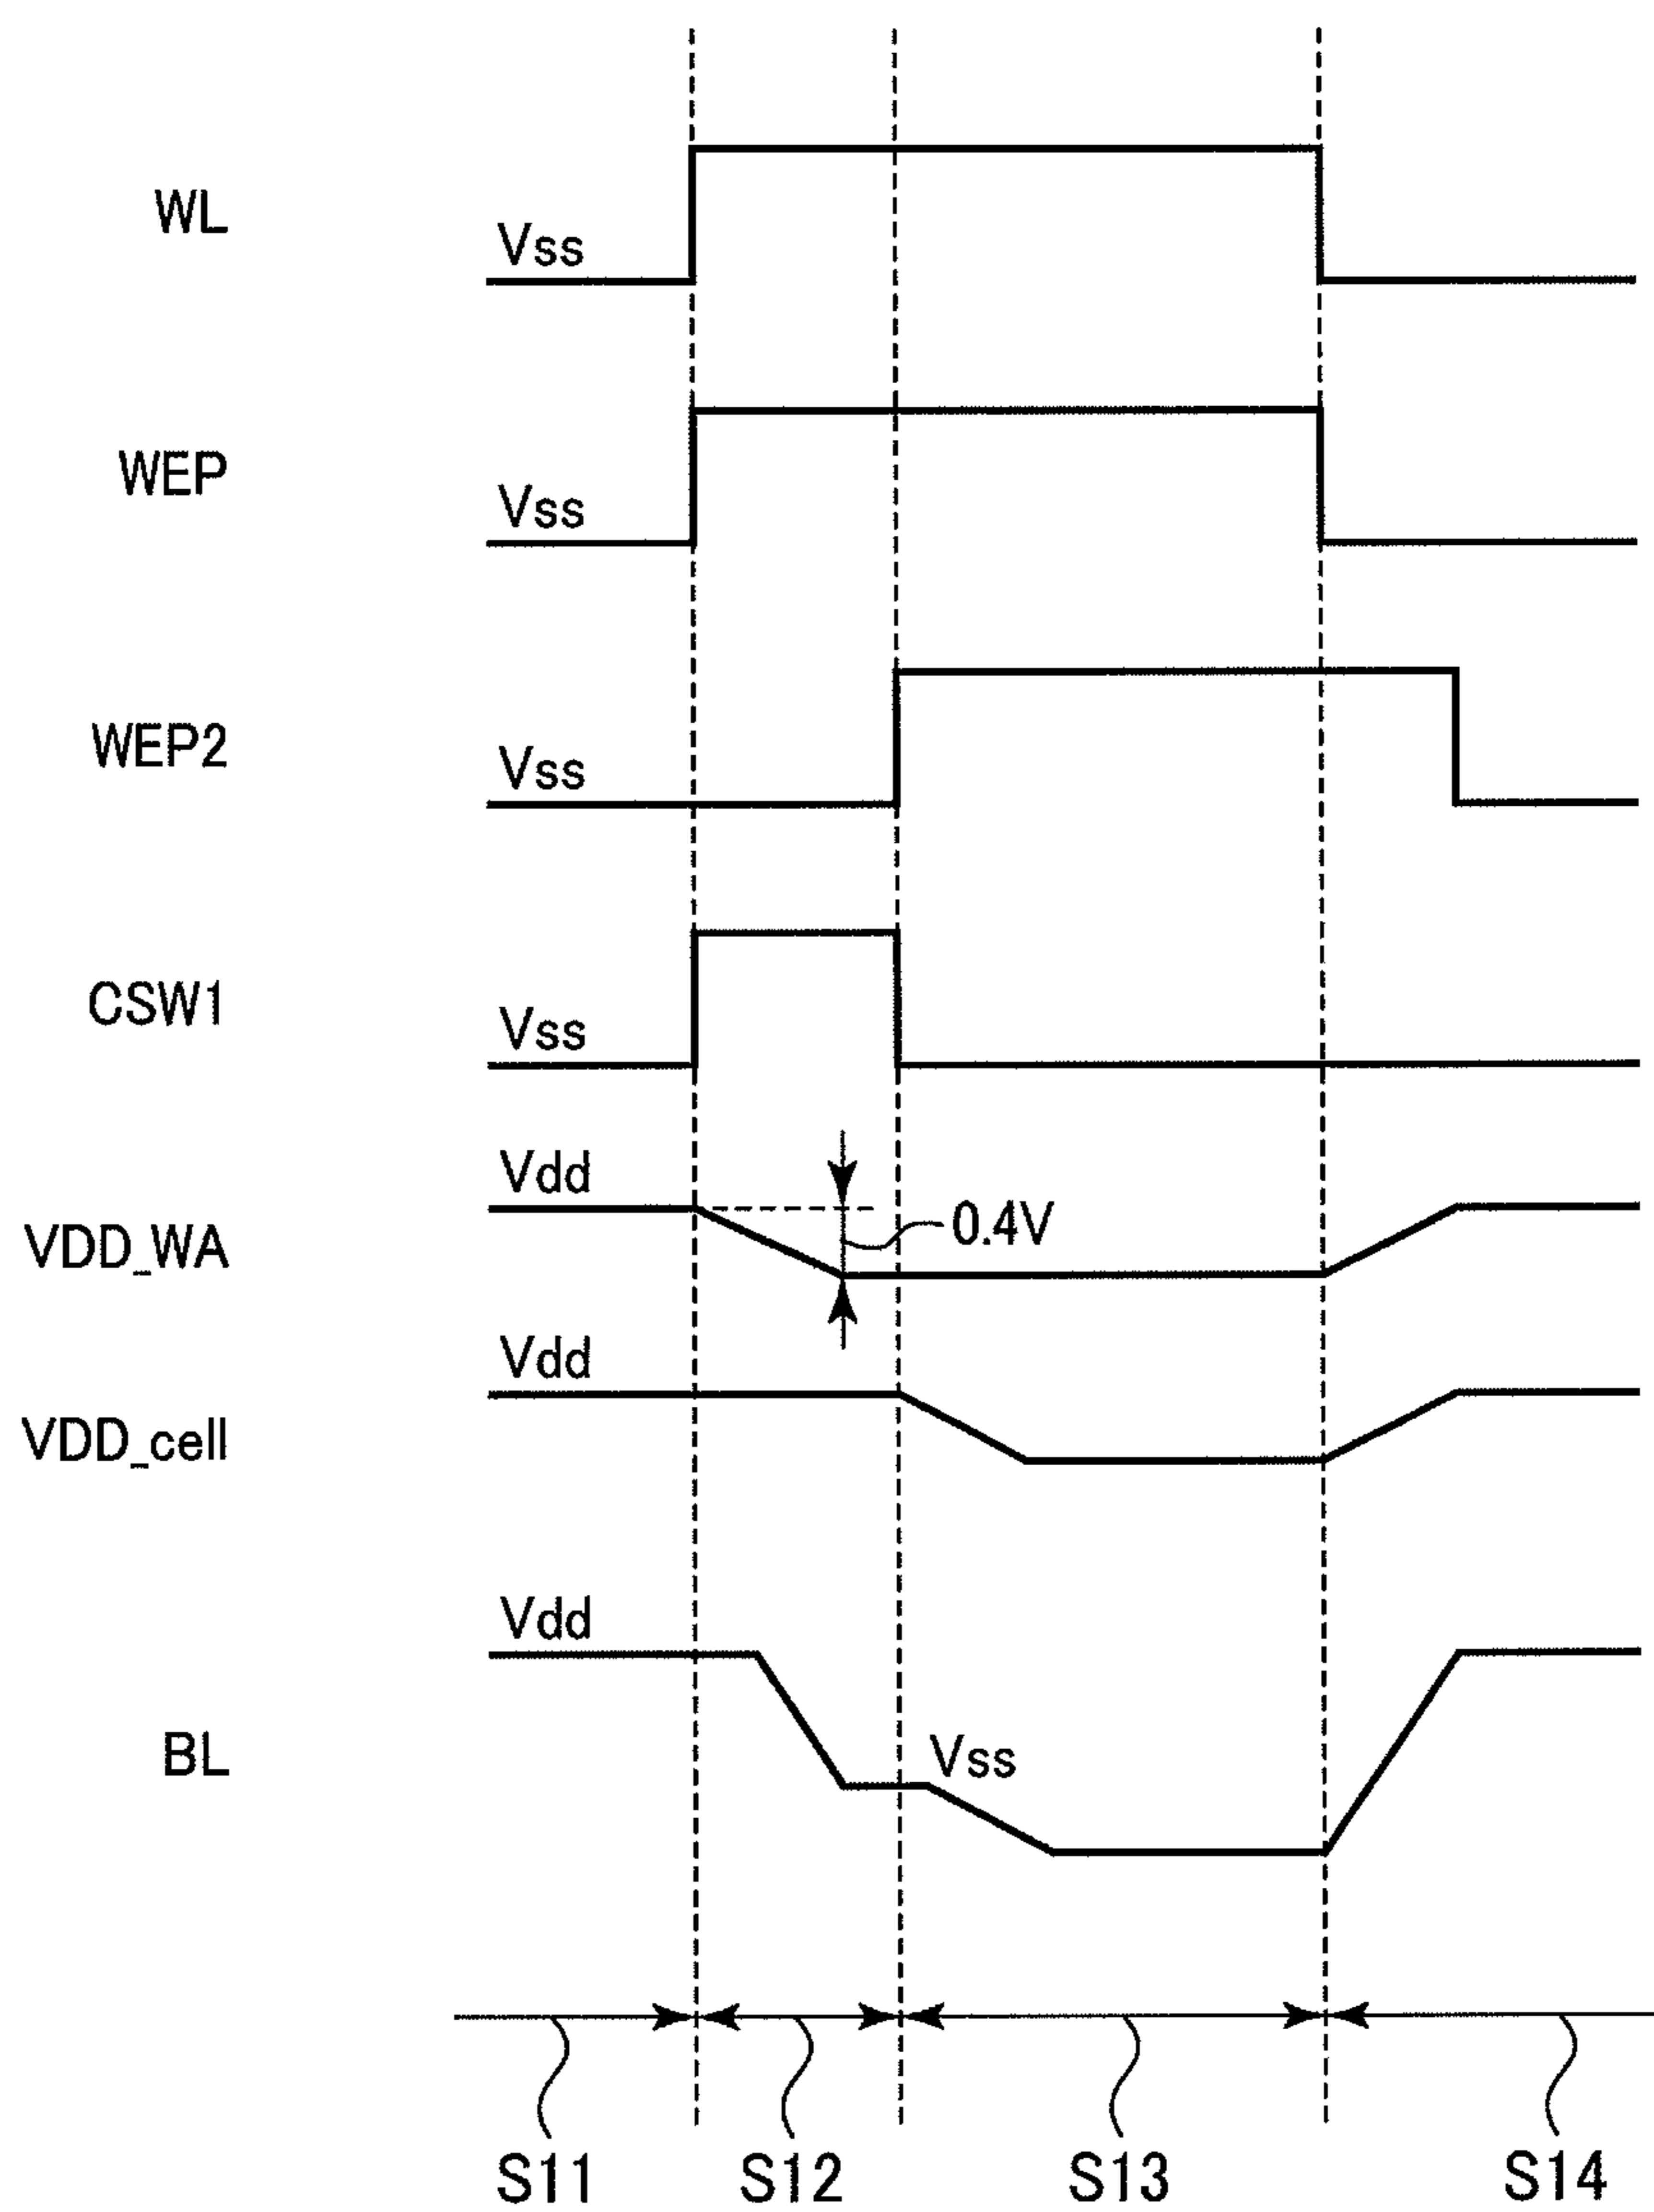 WL
Vss
WEP
Vss
WEP2
Vss
CSW1
Vss
Vdd
VDD_WA
0.4V
Vdd
VDD_cell
Vdd
BL
Vss
S11 S12 S13 S14